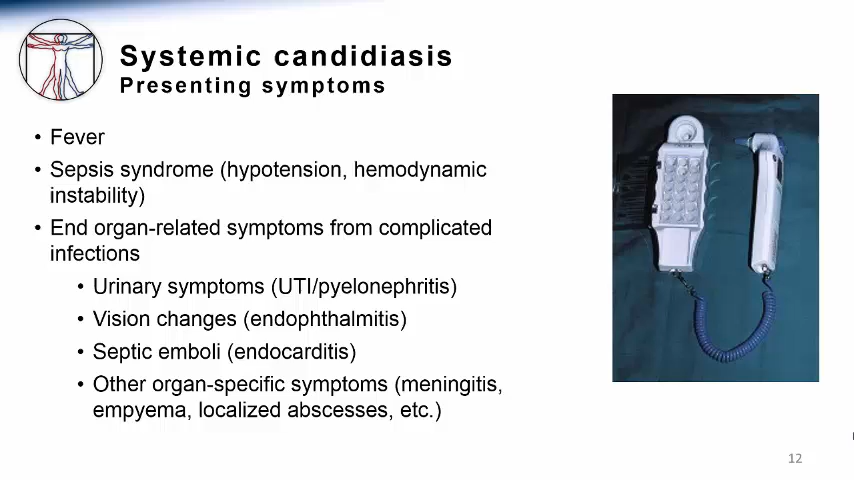 Systemic candidiasis
Presenting symptoms
• Fever
• Sepsis syndrome (hypotension, hemodynamic
instability)
• End organ-related symptoms from complicated
infections
• Urinary symptoms (UTI/pyelonephritis)
• Vision changes (endophthalmitis)
• Septic emboli (endocarditis)
• Other organ-specific symptoms (meningitis,
empyema, localized abscesses, etc.)
12